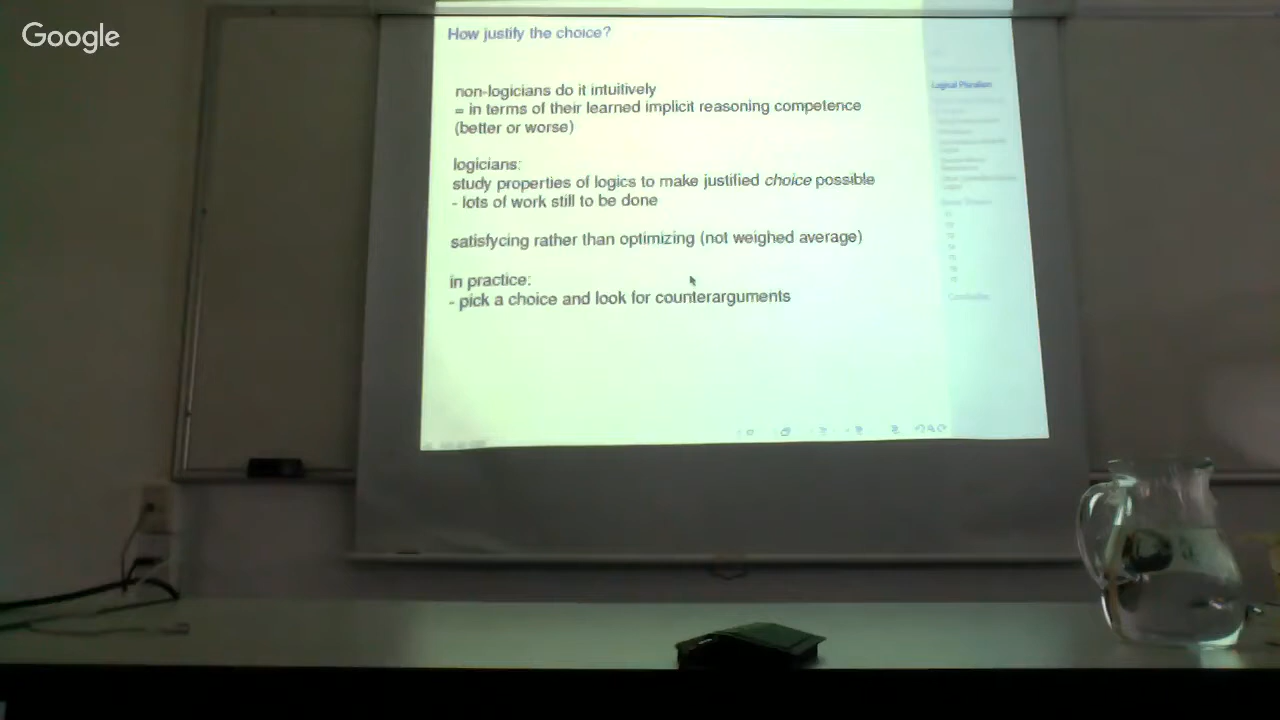 Google
How justify the choice?
non-logicians do it intuitively
= in terms of their learned implicit reasoning competence
(better or worse)
logicians:
study properties of logics to make justified choice possible
- lots of work still to be done
satisfycing rather than optimizing (not weighed average)
in practice:
- pick a choice and look for counterarguments
Logical Pluralism